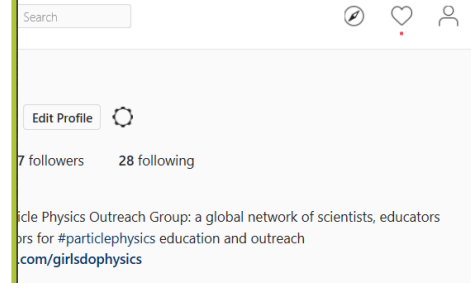 Search
Edit Profile
7 followers 28 following
icle Physics Outreach Group: a global network of scientists, educators
ors for #particlephysics education and outreach
.com/girlsdophysics